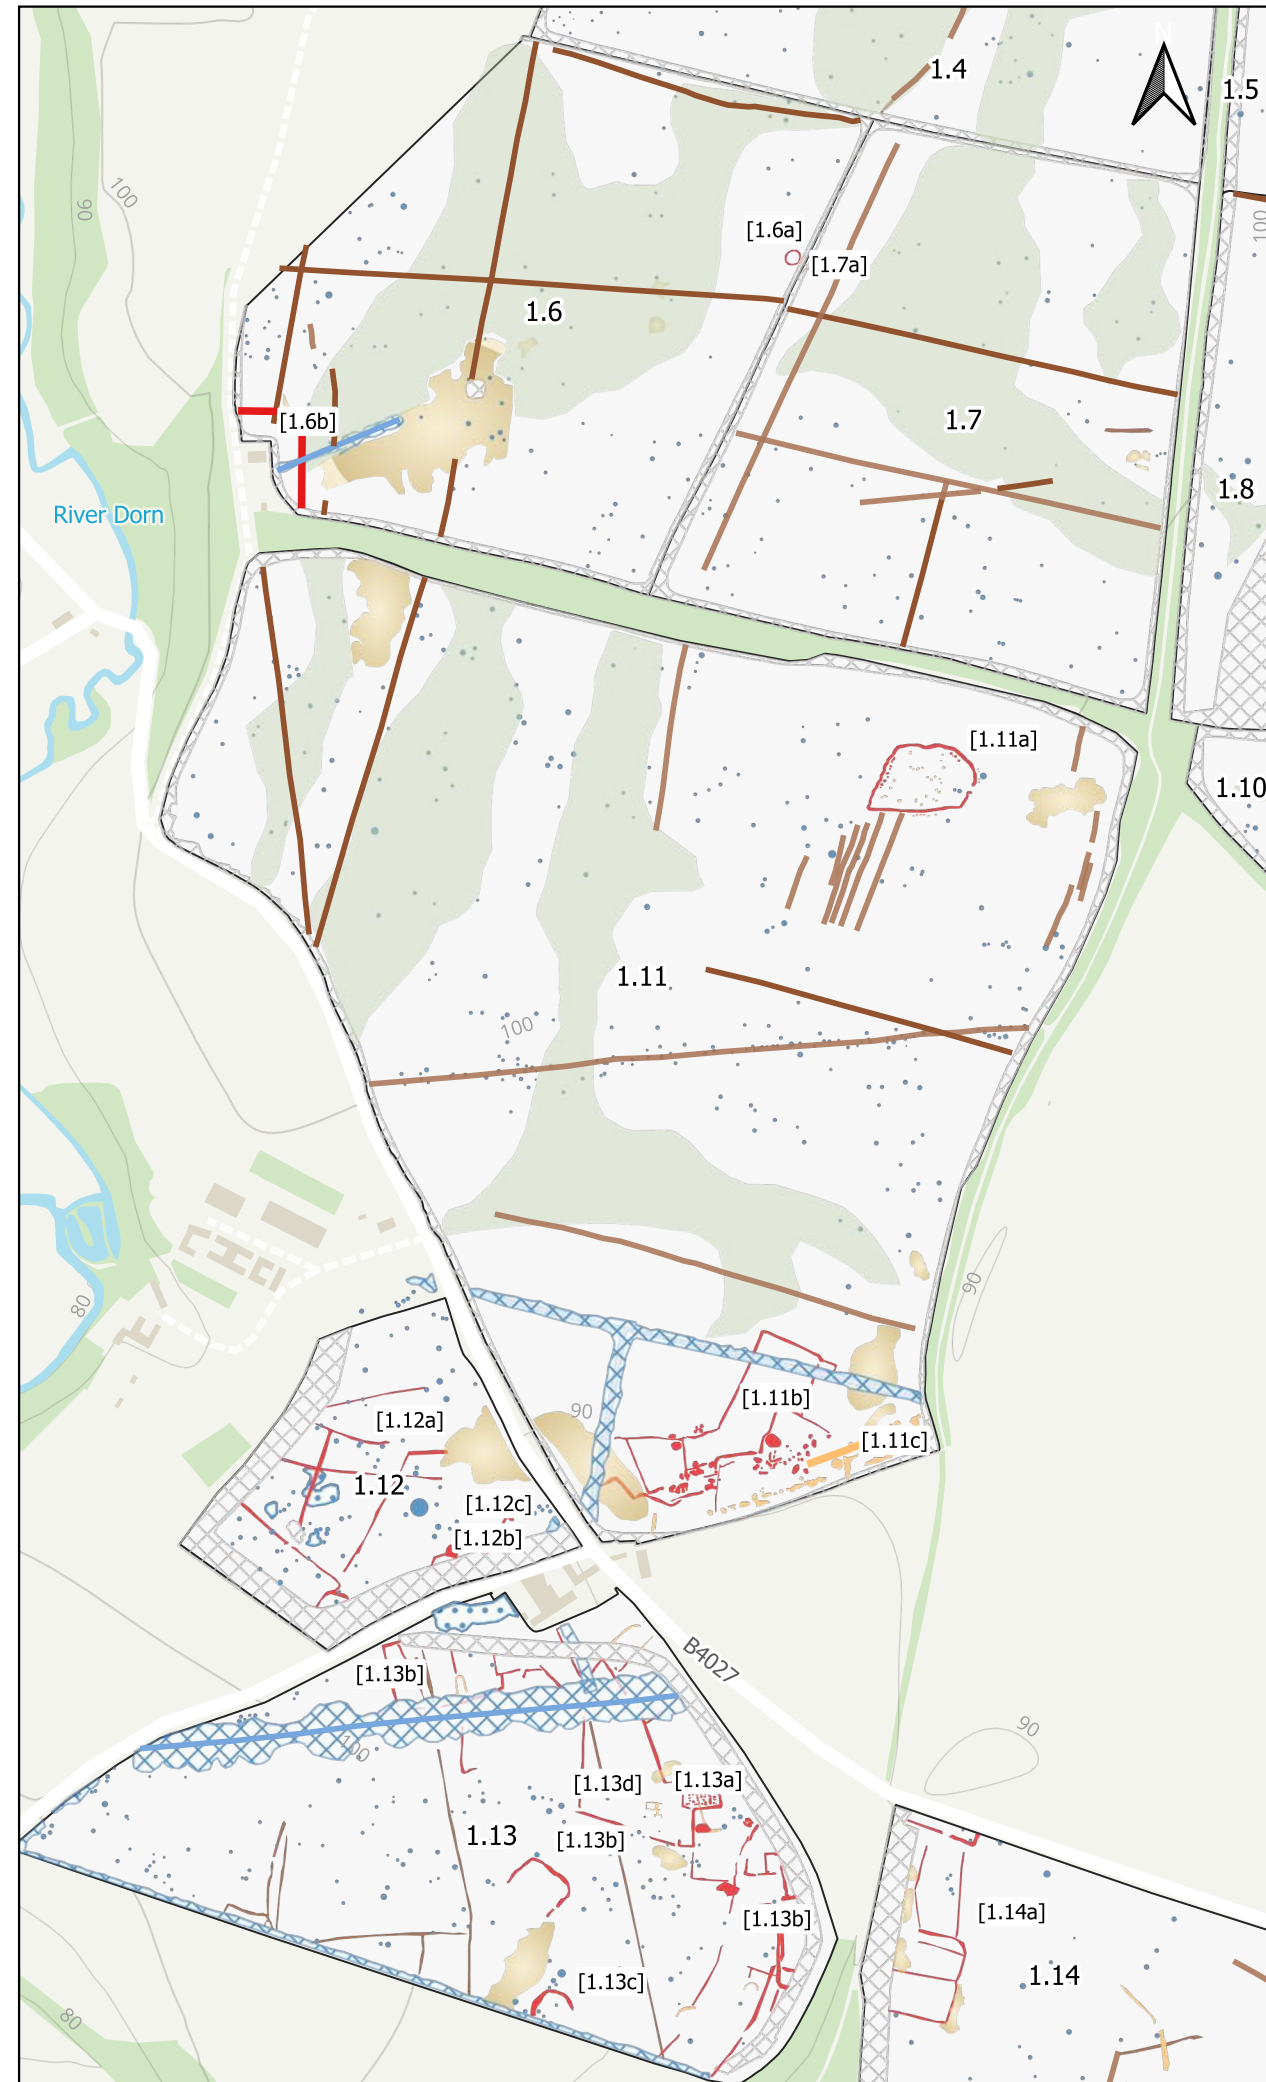 N
1.4
1.5
100
90
100
[1.6a]
[1.7a]
1.6
1.7
[1.6b]
1.8
River Dorn
[1.11a]
1.10
1.11
100
90
80
[1.11b]
90
[1.12a]
[1.11c]
1.12
[1.12c]
[1.12b]
B4027
[1.13b]
90
100
[1.13d]
[1.13a]
1.13
[1.13b]
[1.14a]
[1.13b]
1.14
[1.13c]
80